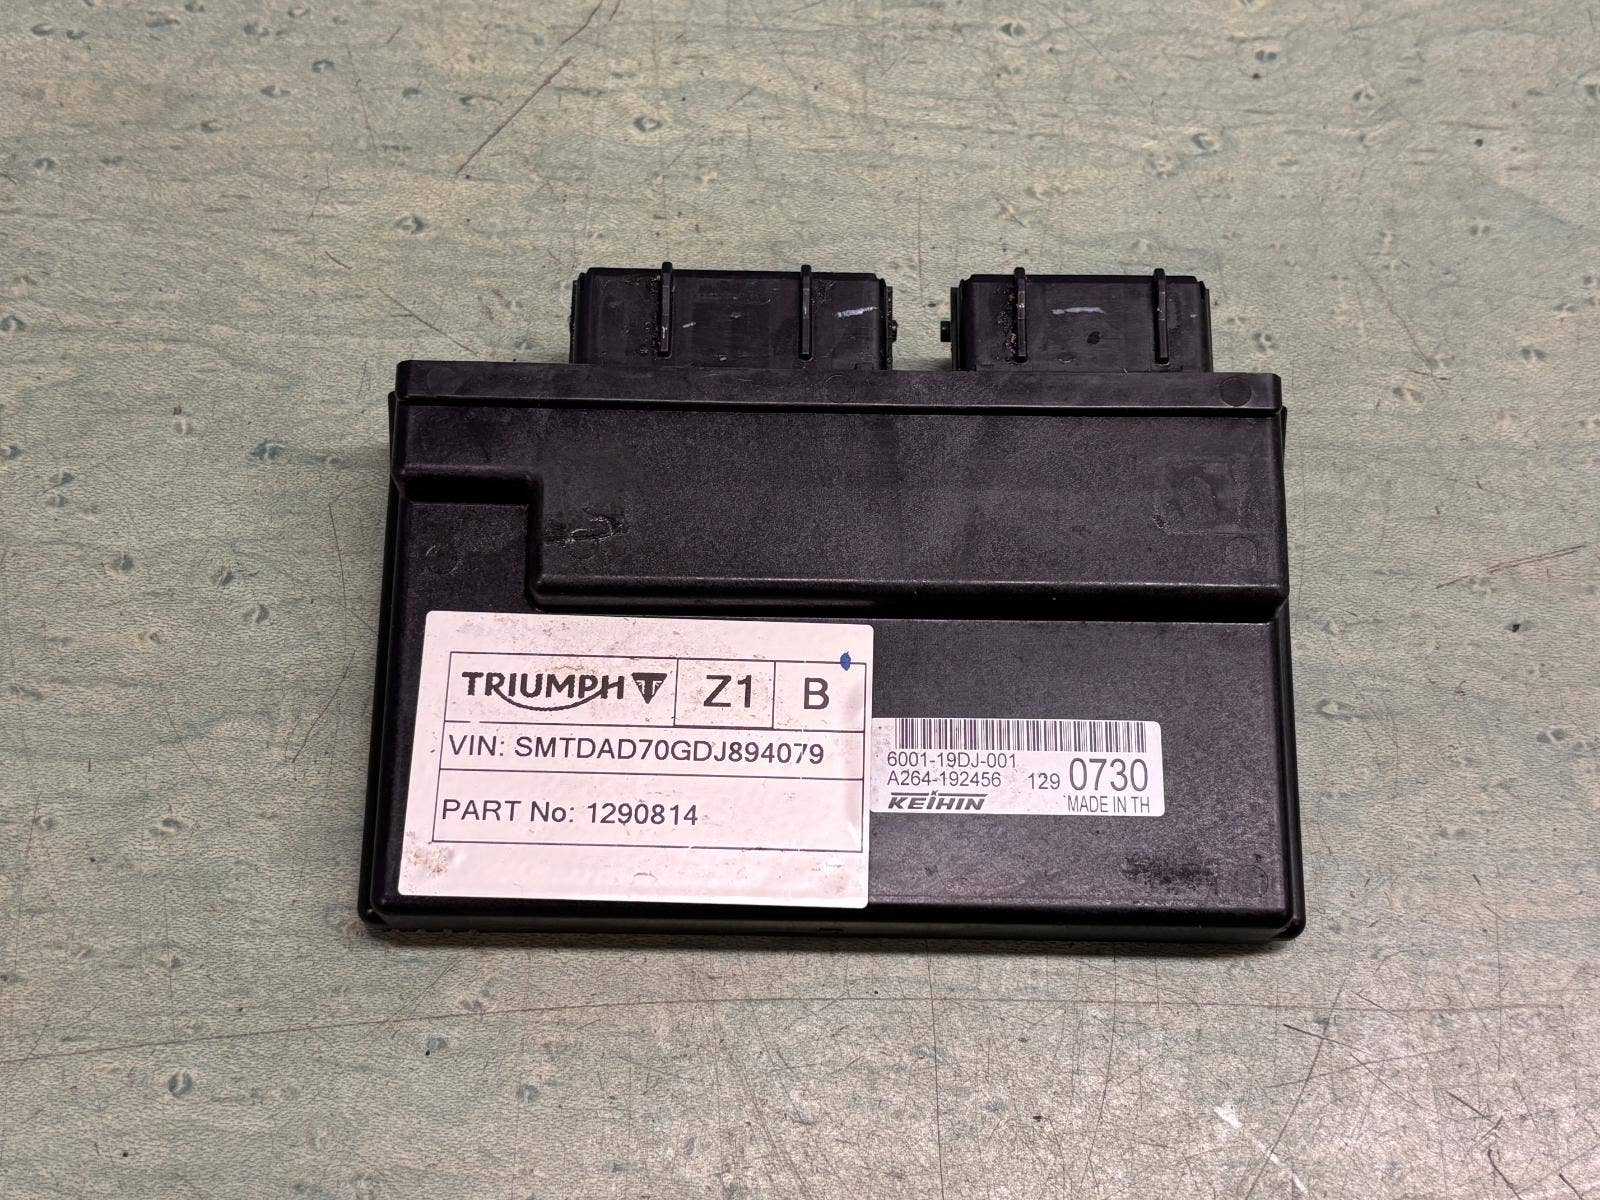 TRIUMPH
Z1
B
VIN: SMTDAD70GDJ894079
PART No: 1290814
6001-19DJ-001
A264-192456 129 0730
KEIHIN MADE IN TH